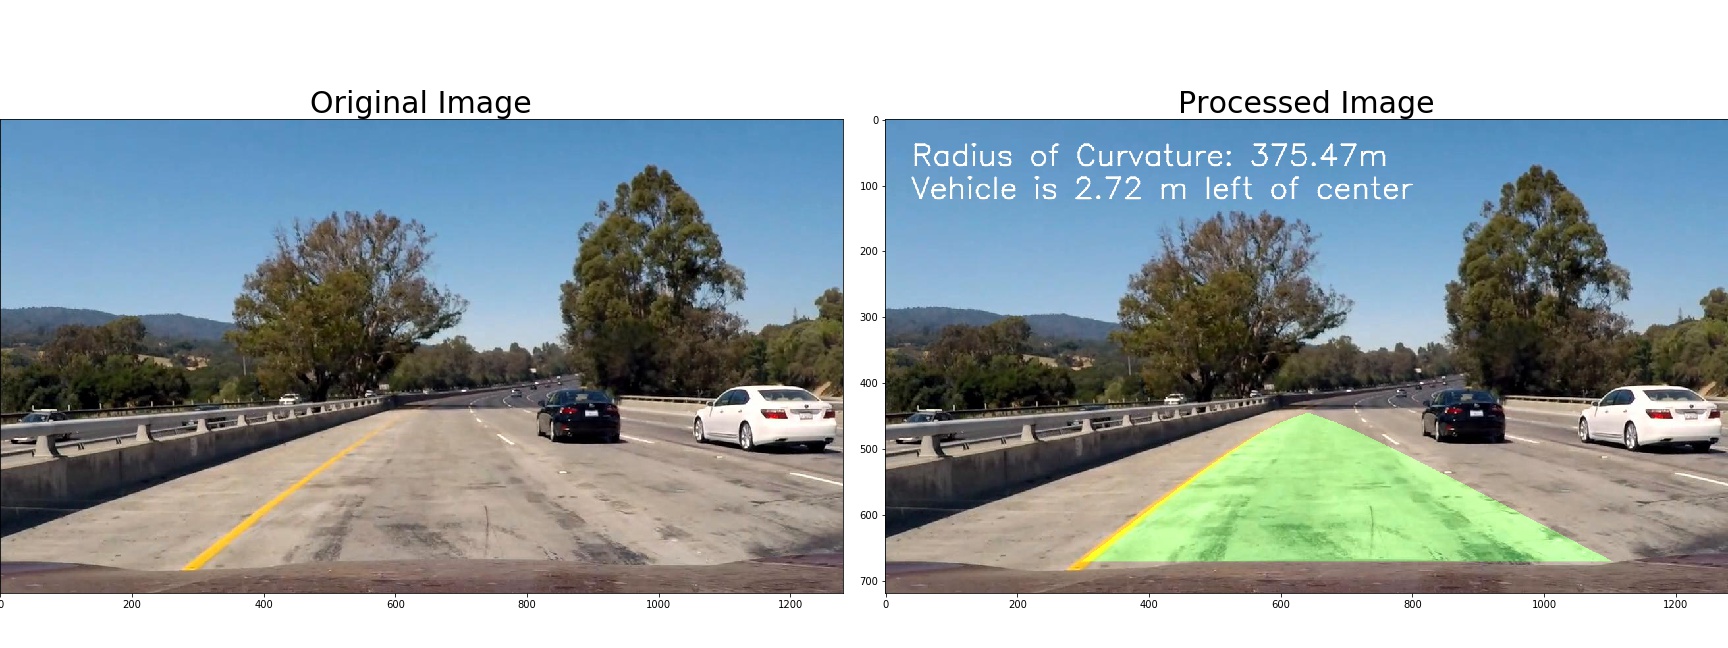 Original Image
Processed Image
Radius of Curvature: 375.47m
Vehicle is 2.72 m left of center
0
100
200
300
400
500
600
700
0 200 400 600 800 1000 1200
0 200 400 600 800 1000 1200